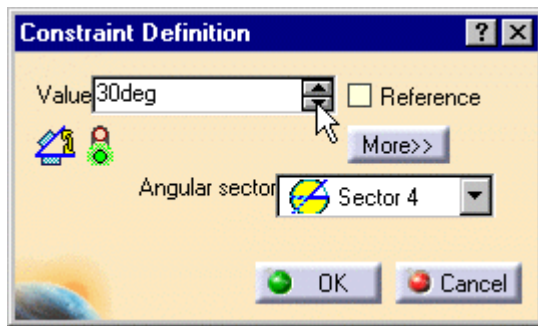 Constraint Definition
Value 30deg Reference
More>>
Angular sector Sector 4
OK Cancel